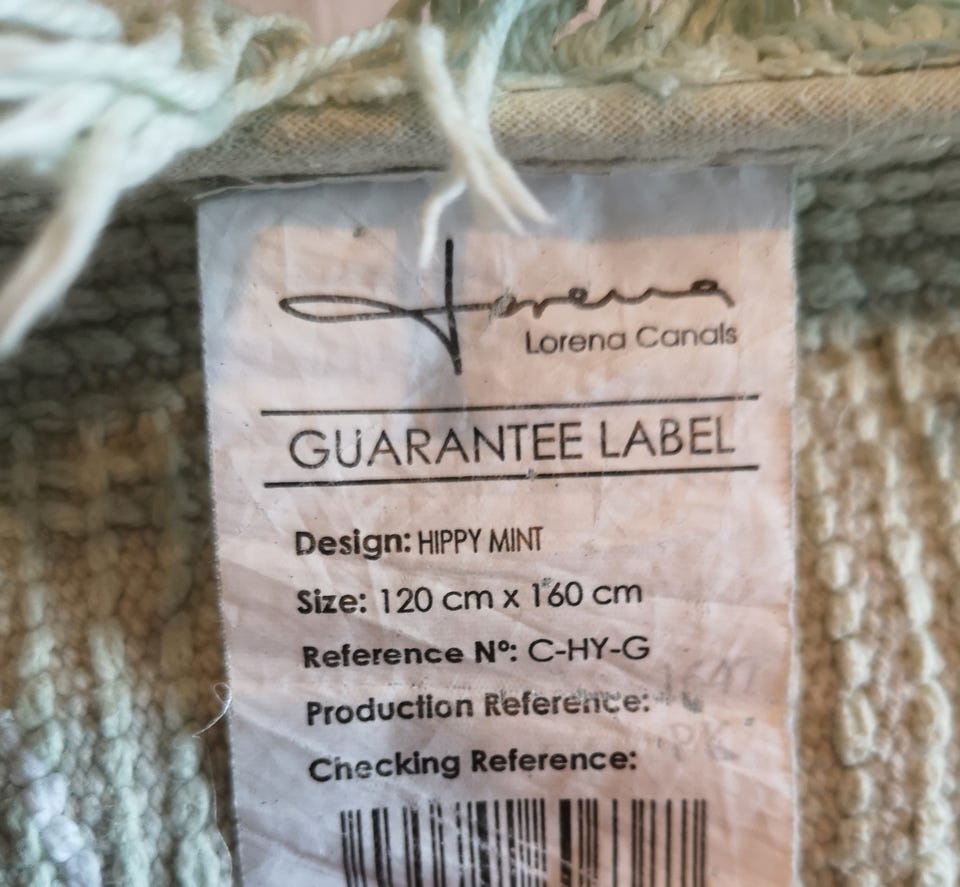 Lorena
Lorena Canals
GUARANTEE LABEL
Design: HIPPY MINT
Size: 120 cm x 160 cm
Reference Nº: C-HY-G
Production Reference:
Checking Reference: